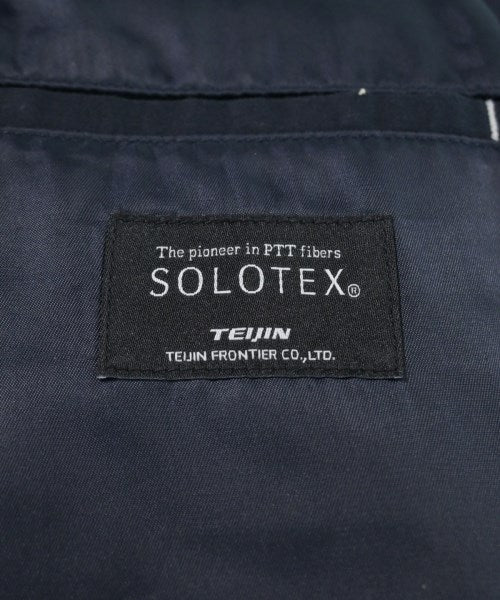 The pioneer in PTT fibers
SOLOTEX®
TEIJIN
TEIJIN FRONTIER CO.,LTD.